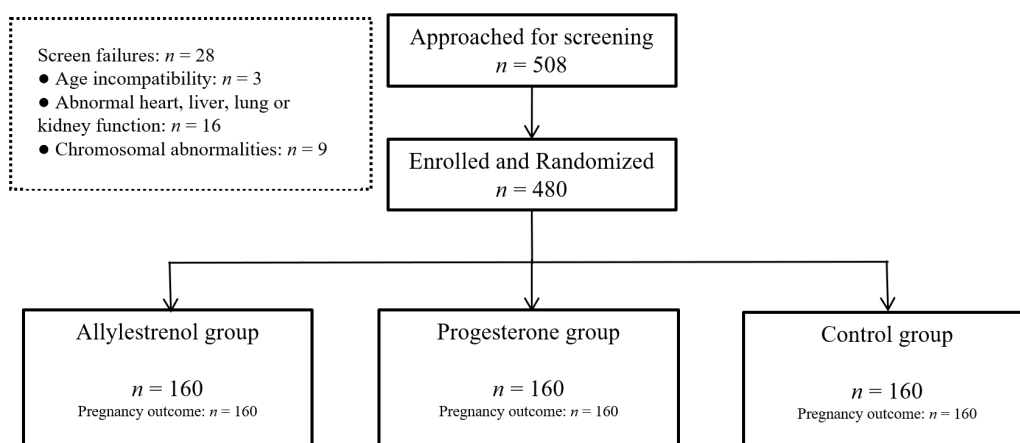 Approached for screening
n = 508
Screen failures: n = 28
● Age incompatibility: n = 3
● Abnormal heart, liver, lung or
kidney function: n = 16
● Chromosomal abnormalities: n = 9
Enrolled and Randomized
n = 480
Allylestrenol group
n = 160
Pregnancy outcome: n = 160
Progesterone group
n = 160
Pregnancy outcome: n = 160
Control group
n = 160
Pregnancy outcome: n = 160